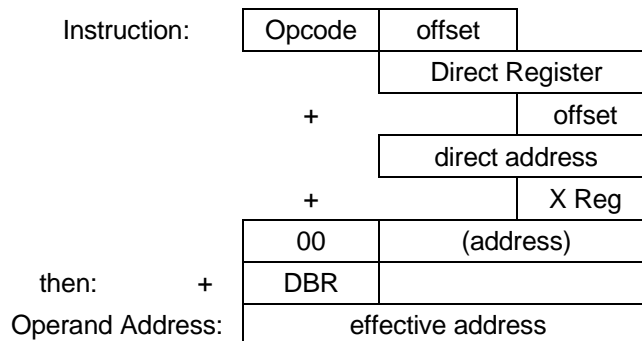 Instruction: Opcode offset
Direct Register
+ offset
direct address
+ X Reg
00 (address)
then: + DBR
Operand Address: effective address